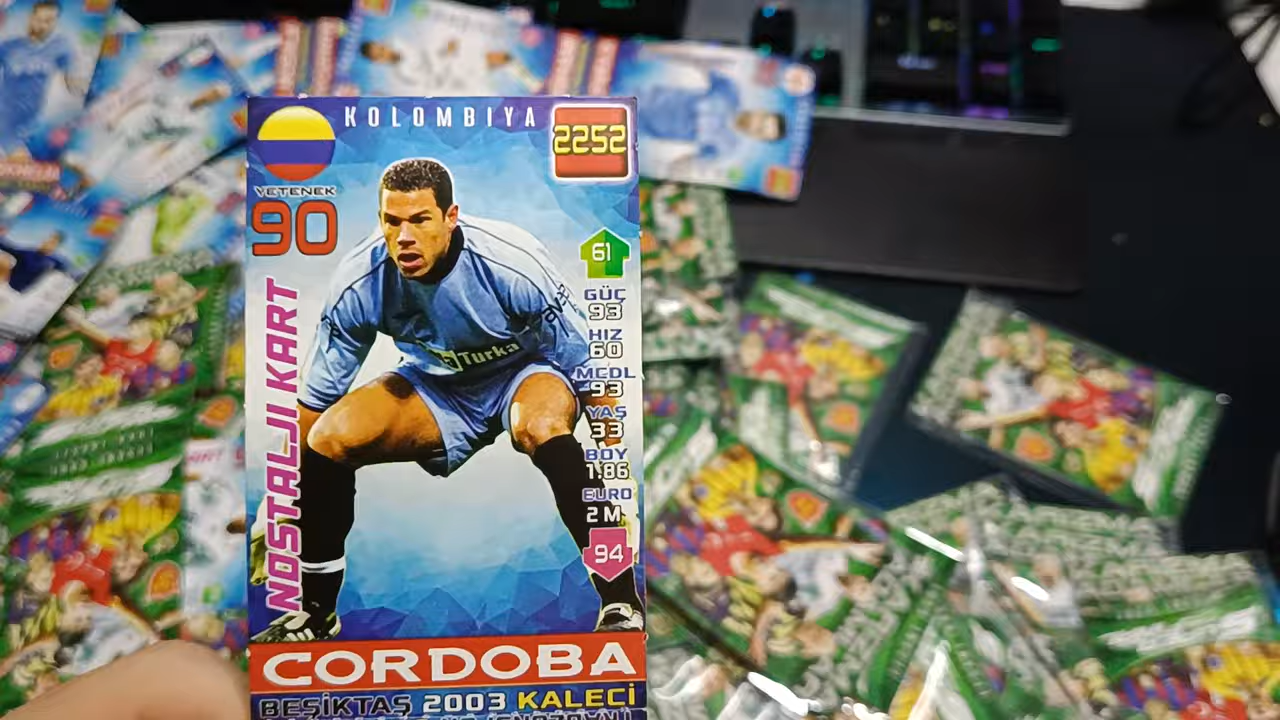 KOLOMBIYA
2252
YETENEK
90
61
GÜÇ
93
HIZ
60
MEDL
93
YAŞ
33
BOY
1.86
EURO
2 M
94
NOSTALJI KART
Turka
CORDOBA
BEŞİKTAŞ 2003 KALECİ